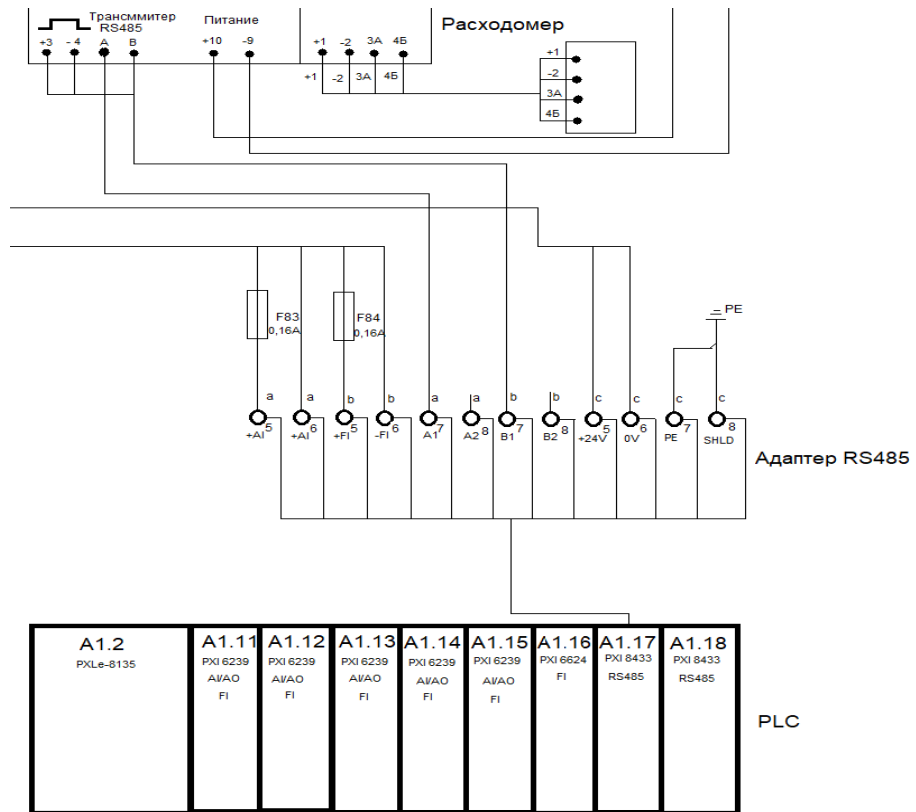 Трансммитер
RS485
Питание
Расходомер
+3 - 4 A B +10 -9 +1 -2 3А 4Б
+1 -2 3А 4Б
+1
-2
3А
4Б
F83
0,16A
F84
0,16A
PE
a a b b a a b b c c c c
+AI 5 +AI 6 +FI 5 -FI 6 A1 7 A2 8 B1 7 B2 8 +24V 5 0V 6 PE 7 SHLD 8
Адаптер RS485
A1.2 A1.11 A1.12 A1.13 A1.14 A1.15 A1.16 A1.17 A1.18
PXLe-8135 PXI 6239 PXI 6239 PXI 6239 PXI 6239 PXI 6239 PXI 6624 PXI 8433 PXI 8433
AI/AO AI/AO AI/AO AI/AO AI/AO FI RS485 RS485
FI FI FI FI FI
PLC